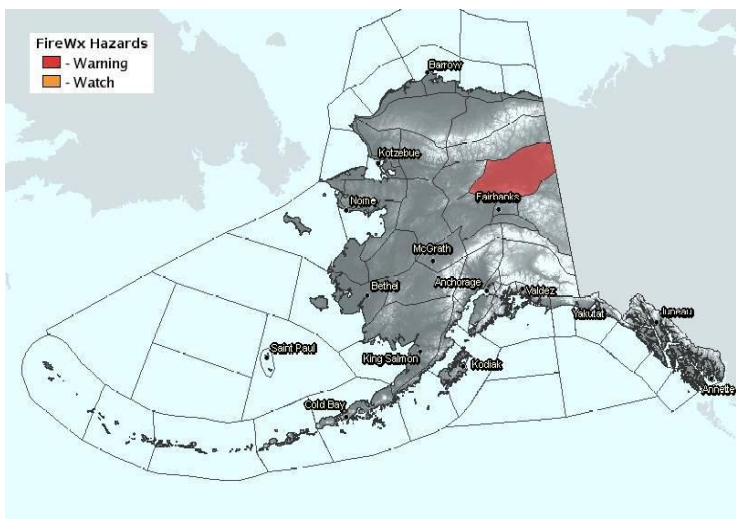 FireWx Hazards
- Warning
- Watch
Barrow
Kotzebue
Nome
Fairbanks
McGrath
Bethel
Anchorage
Valdez
Yakutat
Juneau
Saint Paul
King Salmon
Kodiak
Annette
Cold Bay